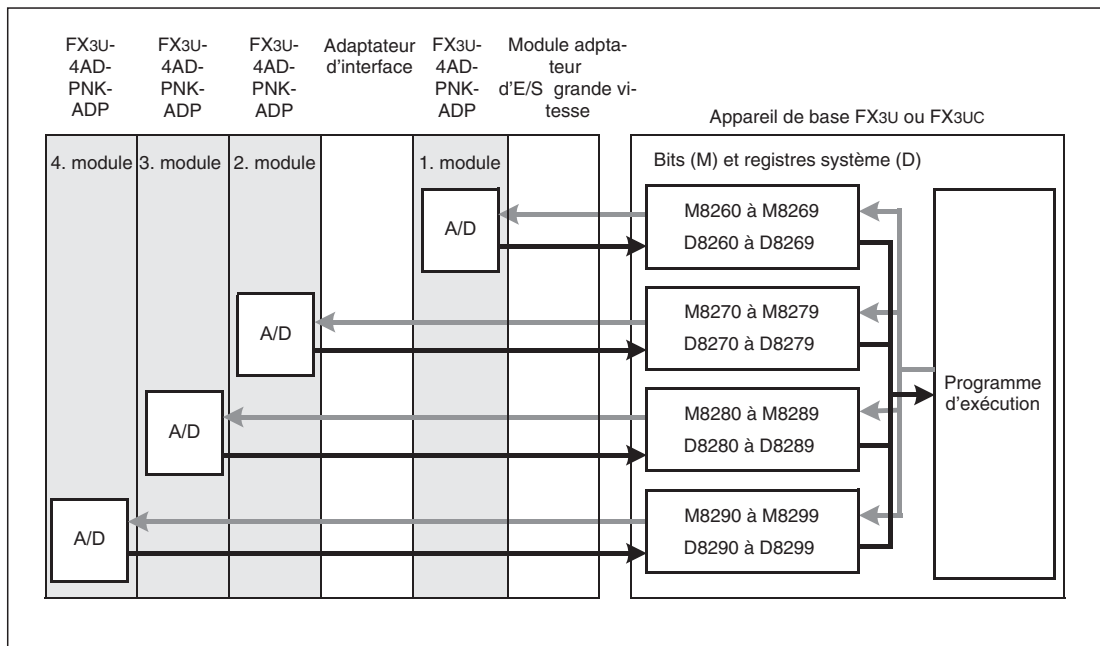 FX3U-
4AD-
PNK-
ADP
FX3U-
4AD-
PNK-
ADP
FX3U-
4AD-
PNK-
ADP
Adaptateur
d'interface
FX3U-
4AD-
PNK-
ADP
Module adpta-
teur
d'E/S grande vi-
tesse
Appareil de base FX3U ou FX3UC
4. module
3. module
2. module
1. module
Bits (M) et registres système (D)
A/D
M8260 à M8269
D8260 à D8269
A/D
M8270 à M8279
D8270 à D8279
A/D
M8280 à M8289
D8280 à D8289
A/D
M8290 à M8299
D8290 à D8299
Programme
d'exécution